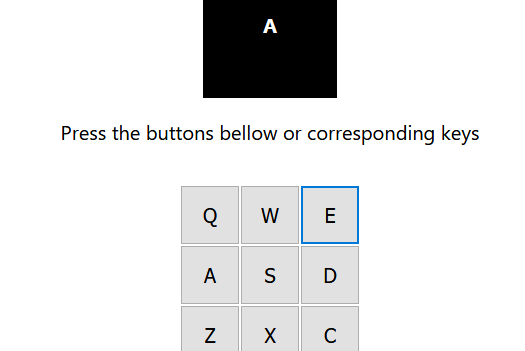 A
Press the buttons bellow or corresponding keys
Q W E
A S D
Z X C